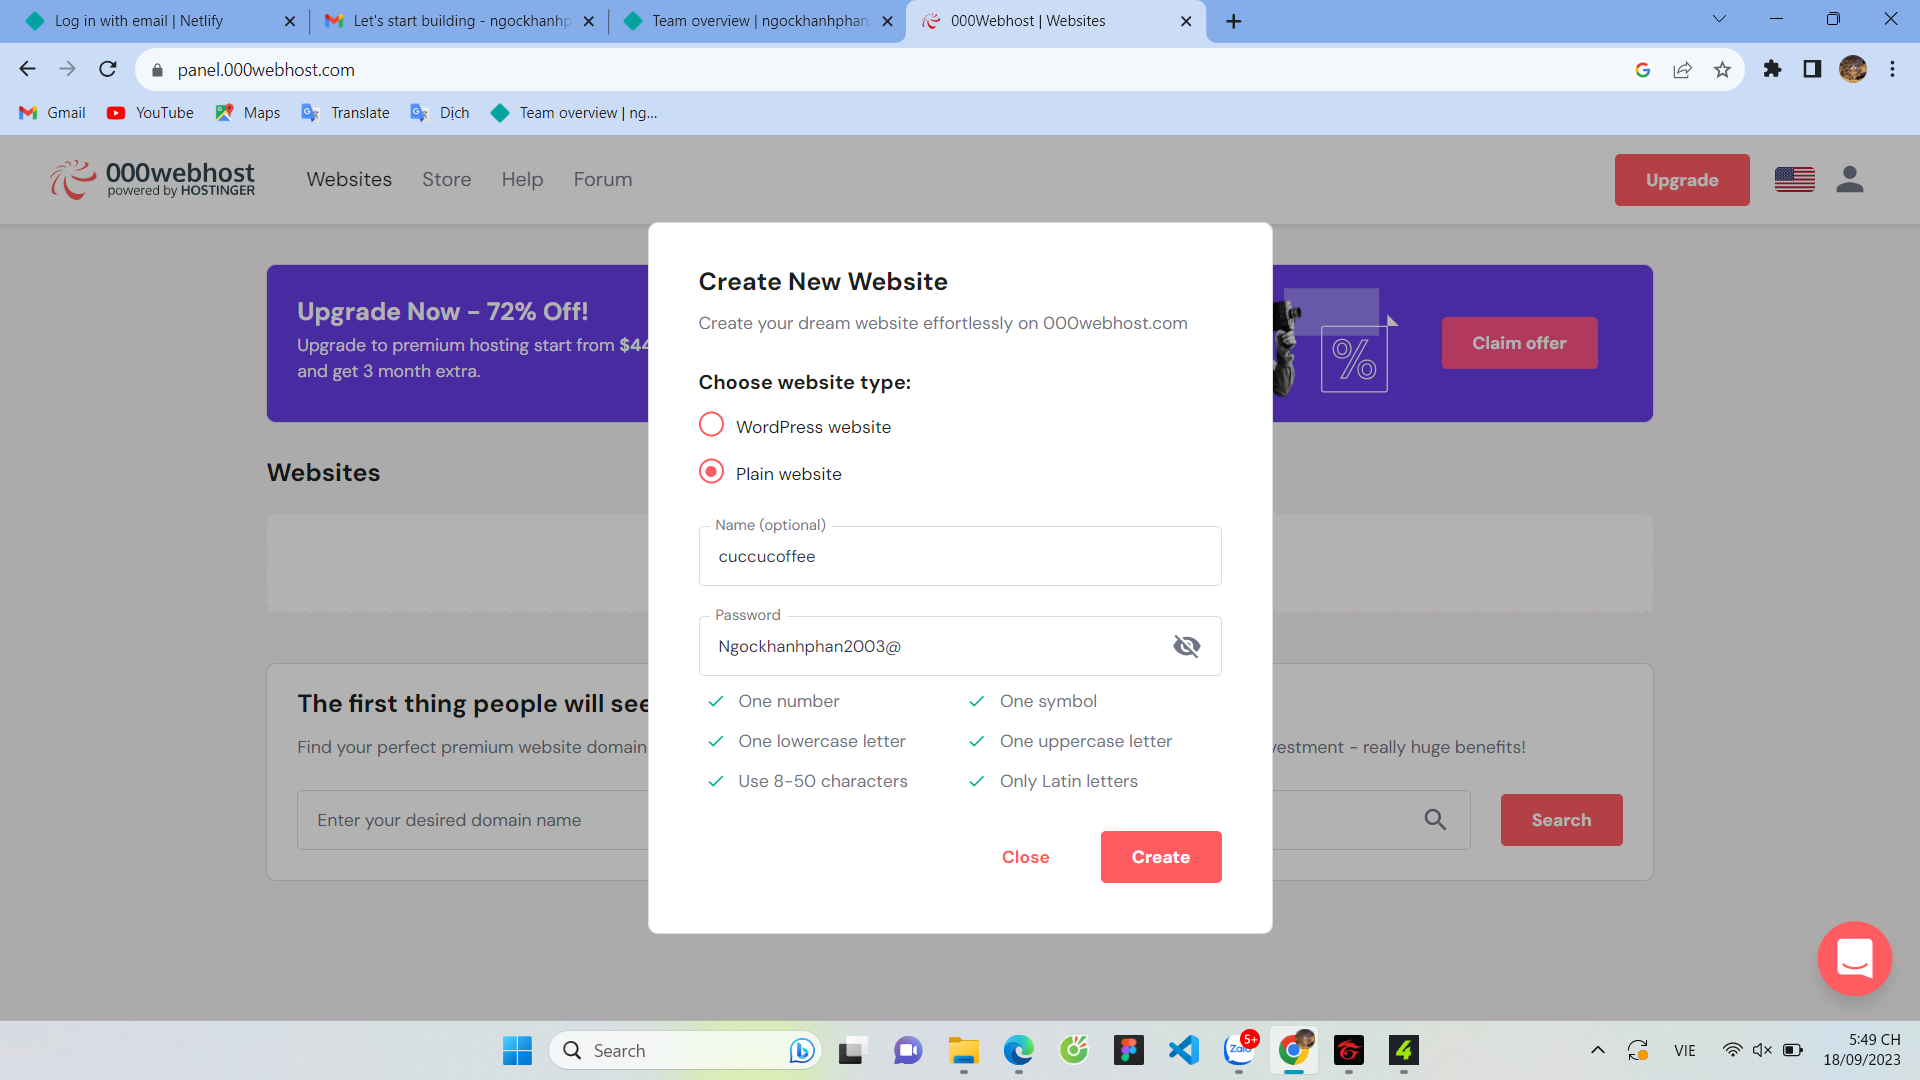 Log in with email | Netlify
Let's start building - ngockhanhp
Team overview | ngockhanhphan
000Webhost | Websites
panel.000webhost.com
Gmail
YouTube
Maps
Translate
Dịch
Team overview | ng...
000webhost
powered by HOSTINGER
Websites
Store
Help
Forum
Upgrade
Upgrade Now - 72% Off!
Upgrade to premium hosting start from $44
and get 3 month extra.
%
Claim offer
Websites
Create New Website
Create your dream website effortlessly on 000webhost.com
Choose website type:
WordPress website
Plain website
Name (optional)
cuccucoffee
Password
Ngockhanhphan2003@
One number
One symbol
One lowercase letter
One uppercase letter
Use 8-50 characters
Only Latin letters
Close
Create
The first thing people will see
Find your perfect premium website domain
vestment - really huge benefits!
Enter your desired domain name
Search
Search
Zalo
5+
4
VIE
5:49 CH
18/09/2023